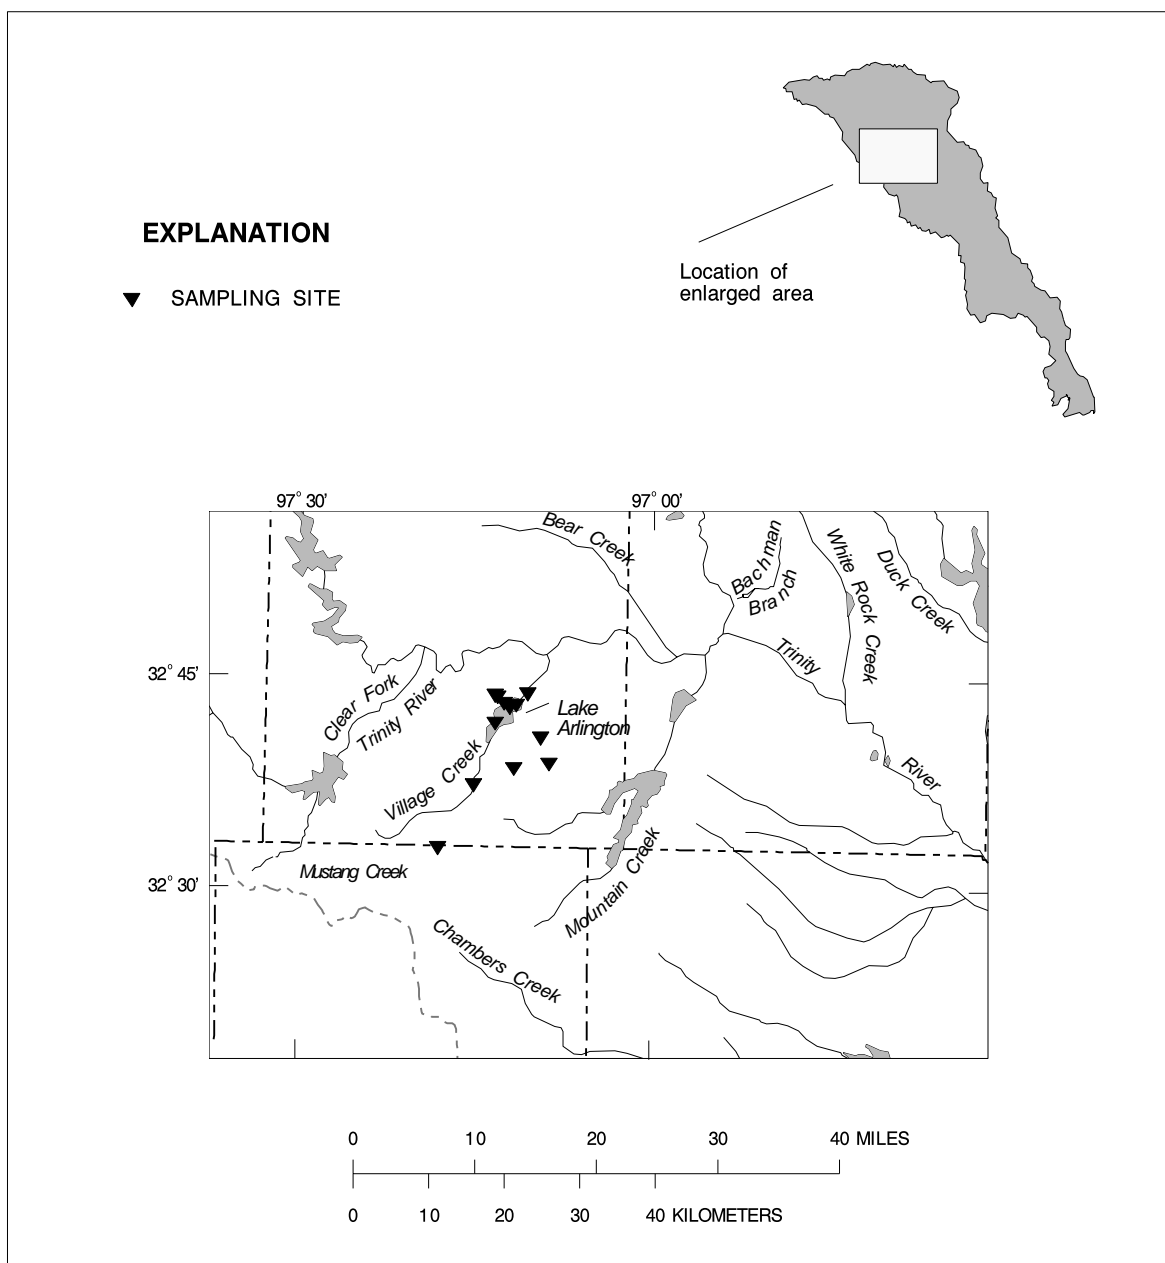 EXPLANATION
SAMPLING SITE
Location of
enlarged area
97° 30'
97° 00'
Bear Creek
Bachman
Branch
White Rock Creek
Duck Creek
32° 45'
Clear Fork
Trinity River
Trinity
Lake
Arlington
Village Creek
River
Mountain Creek
32° 30'
Mustang Creek
Chambers Creek
0 10 20 30 40 MILES
0 10 20 30 40 KILOMETERS